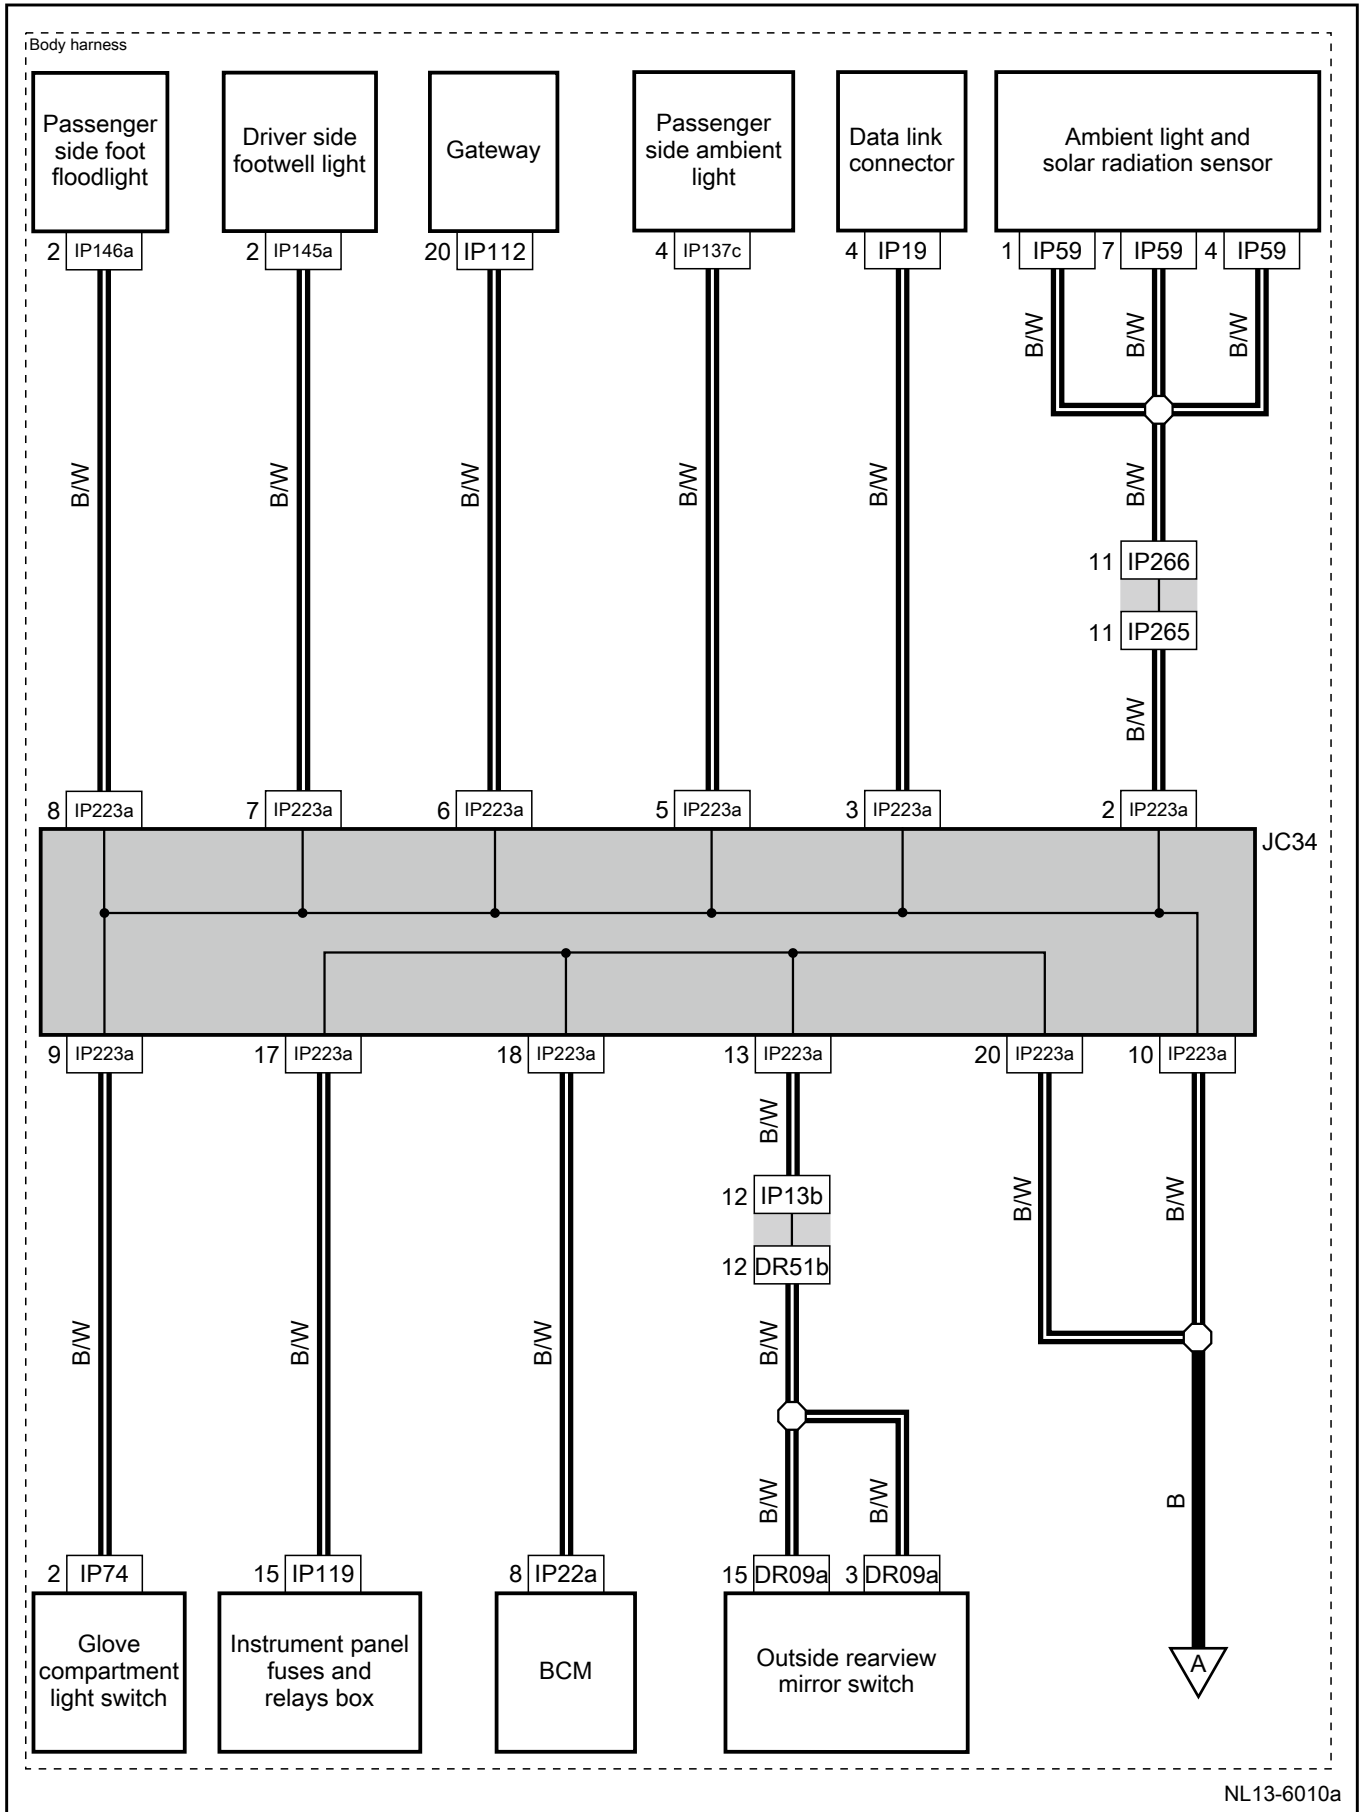 Body harness
Passenger
side foot
floodlight
Driver side
footwell light
Gateway
Passenger
side ambient
light
Data link
connector
Ambient light and
solar radiation sensor
2 IP146a
2 IP145a
20 IP112
4 IP137c
4 IP19
1 IP59
7 IP59
4 IP59
B/W
B/W
B/W
B/W
B/W
B/W
B/W
B/W
B/W
11 IP266
11 IP265
B/W
8 IP223a
7 IP223a
6 IP223a
5 IP223a
3 IP223a
2 IP223a
JC34
9 IP223a
17 IP223a
18 IP223a
13 IP223a
20 IP223a
10 IP223a
B/W
12 IP13b
12 DR51b
B/W
B/W
B/W
B/W
B/W
B/W
B/W
B/W
B
2 IP74
15 IP119
8 IP22a
15 DR09a
3 DR09a
Glove
compartment
light switch
Instrument panel
fuses and
relays box
BCM
Outside rearview
mirror switch
A
NL13-6010a